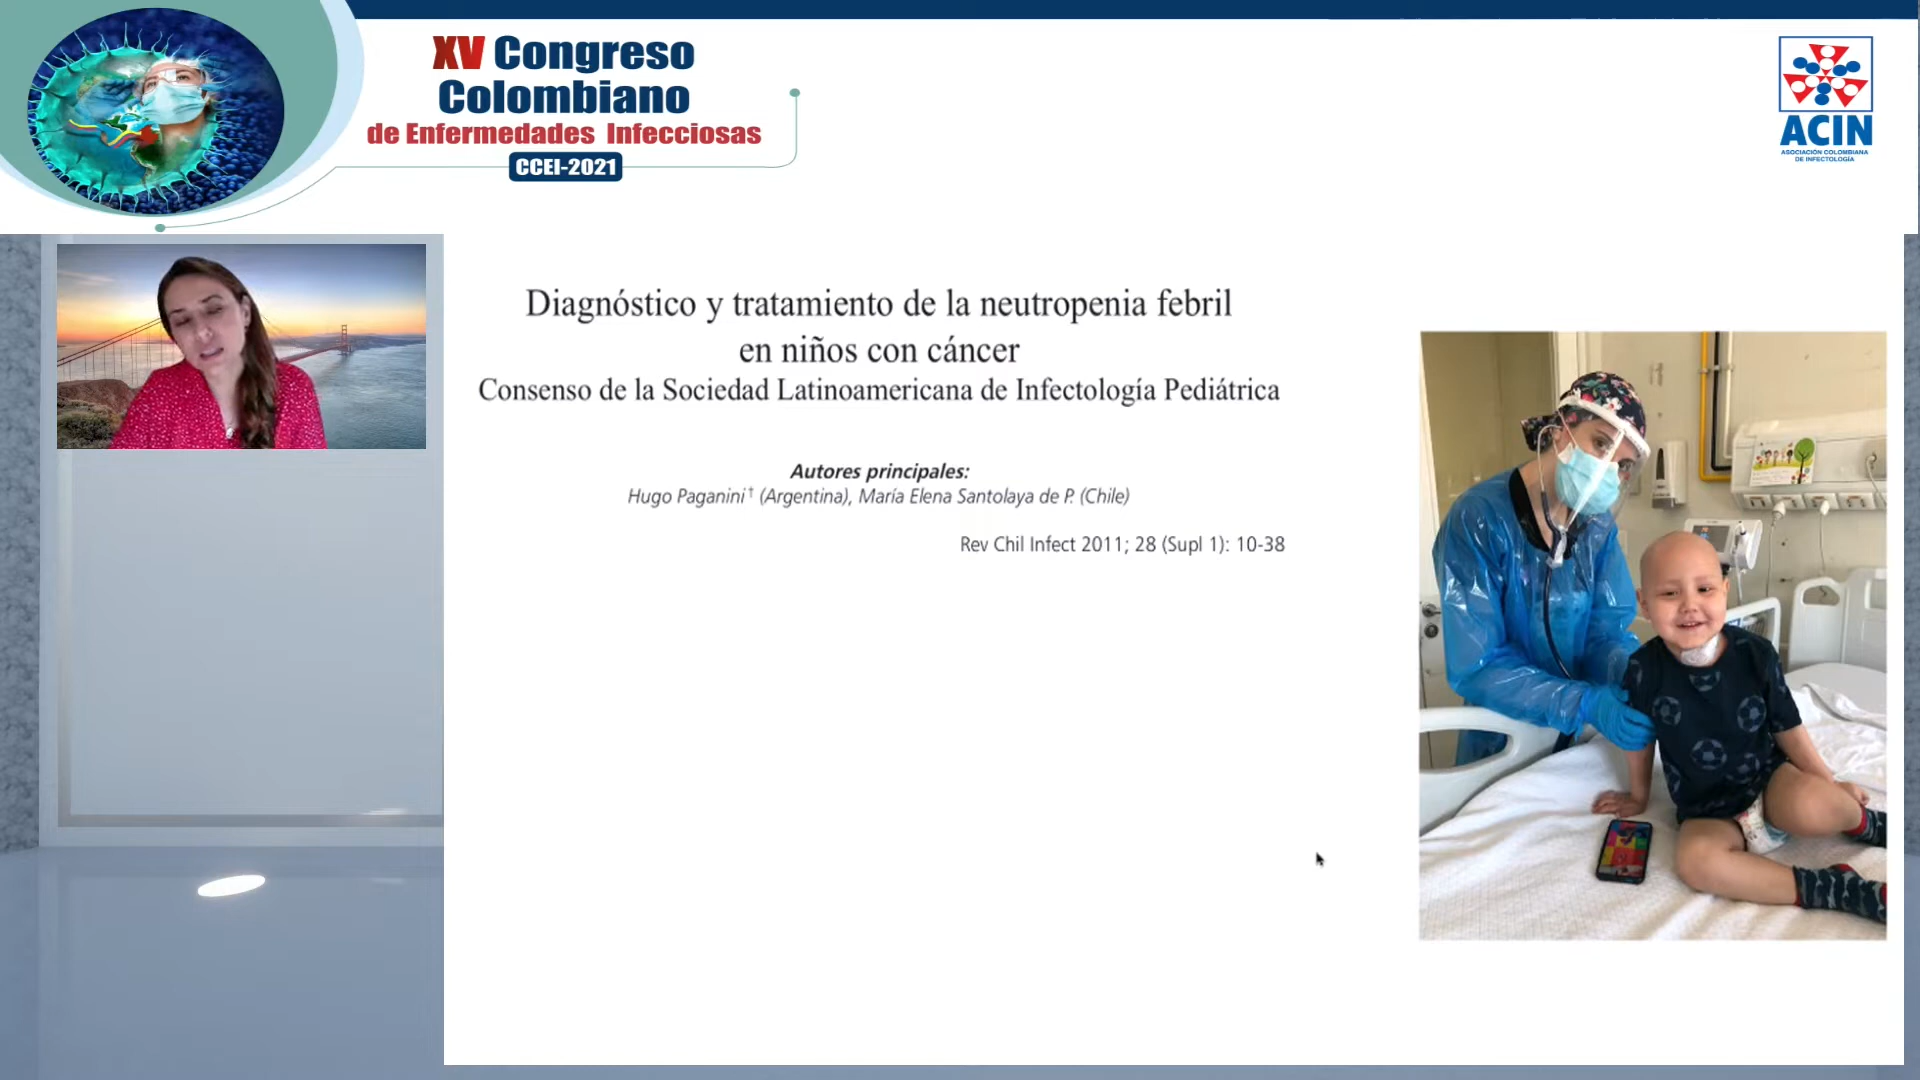 XV Congreso
Colombiano
de Enfermedades Infecciosas
CCEI-2021
ACIN
ASOCIACIÓN COLOMBIANA
DE INFECTOLOGÍA
Diagnóstico y tratamiento de la neutropenia febril
en niños con cáncer
Consenso de la Sociedad Latinoamericana de Infectología Pediátrica
Autores principales:
Hugo Paganini† (Argentina), María Elena Santolaya de P. (Chile)
Rev Chil Infect 2011; 28 (Supl 1): 10-38